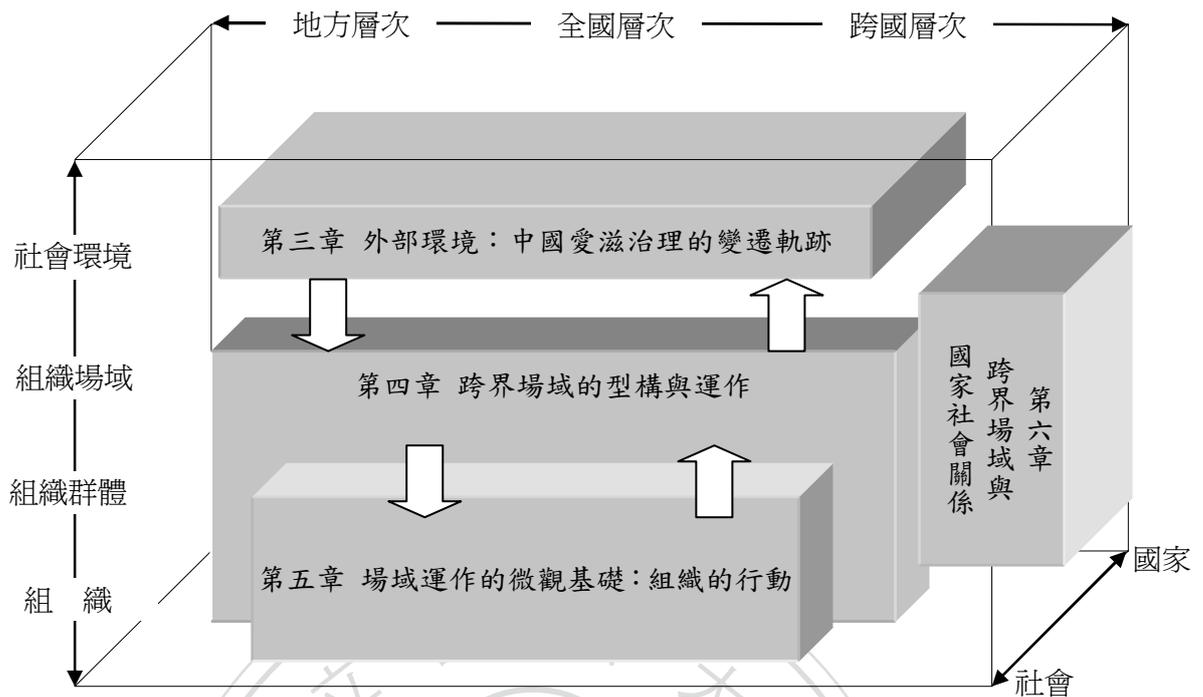 地方層次 全國層次 跨國層次
社會環境
第三章 外部環境：中國愛滋治理的變遷軌跡
組織場域
第四章 跨界場域的型構與運作
第六章
跨界場域與
國家社會關係
組織群體
第五章 場域運作的微觀基礎：組織的行動
組 織
國家
社會
立
大